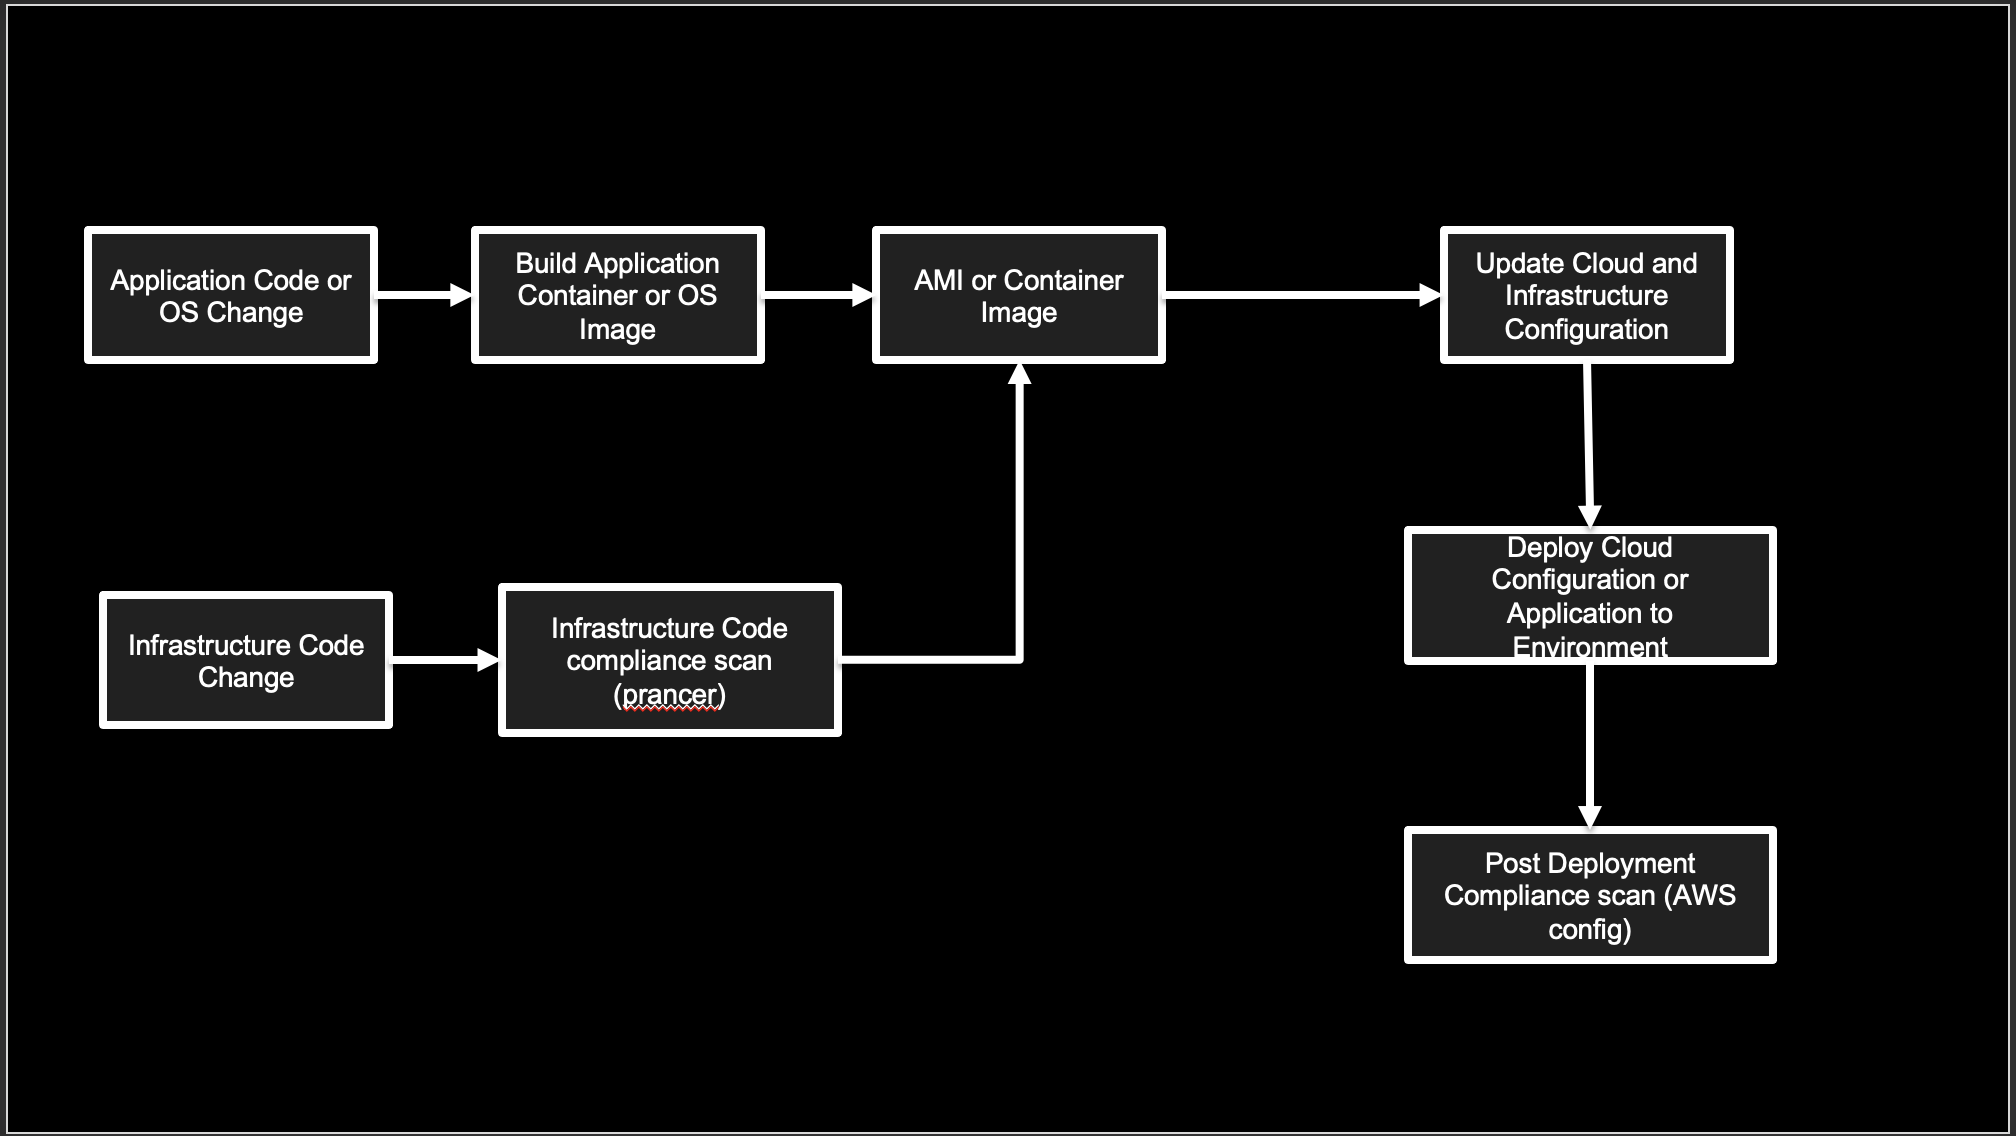 Application Code or
OS Change
Build Application
Container or OS
Image
AMI or Container
Image
Update Cloud and
Infrastructure
Configuration
Infrastructure Code
Change
Infrastructure Code
compliance scan
(prancer)
Deploy Cloud
Configuration or
Application to
Environment
Post Deployment
Compliance scan (AWS
config)